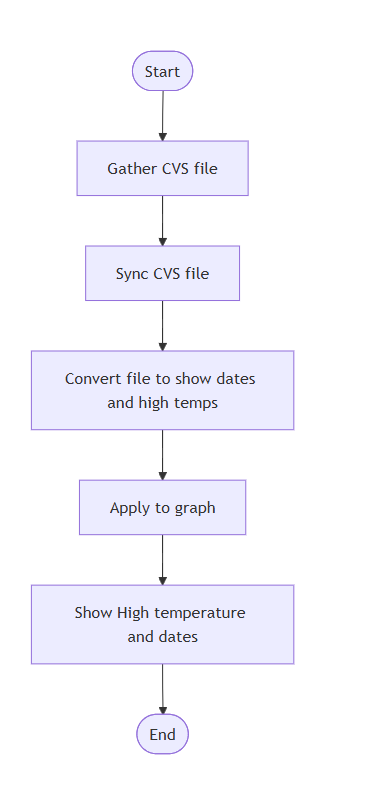 Start
Gather CVS file
Sync CVS file
Convert file to show dates
and high temps
Apply to graph
Show High temperature
and dates
End